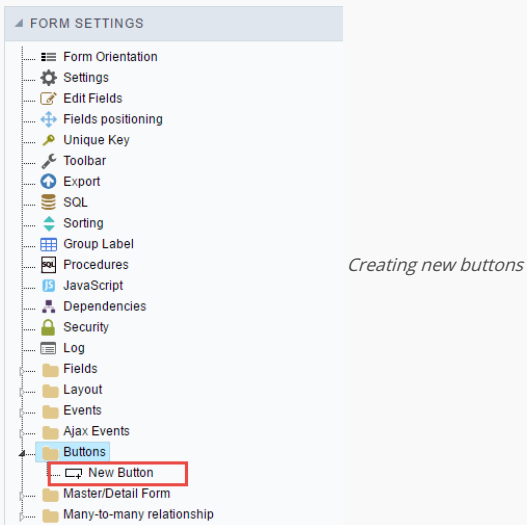 FORM SETTINGS
Form Orientation
Settings
Edit Fields
Fields positioning
Unique Key
Toolbar
Export
SQL
Sorting
Group Label
SQL Procedures
Creating new buttons
JS JavaScript
Dependencies
Security
Log
Fields
Layout
Events
Ajax Events
Buttons
New Button
Master/Detail Form
Many-to-many relationship